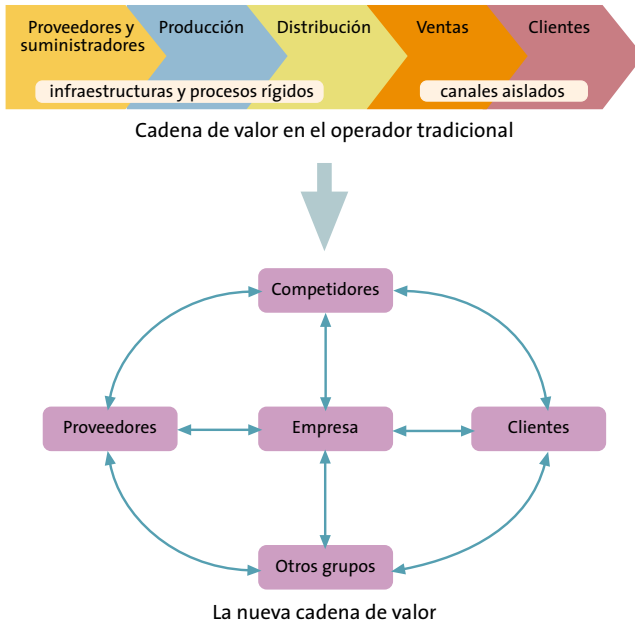 Proveedores y
suministradores
Producción
Distribución
Ventas
Clientes
infraestructuras y procesos rígidos
canales aislados
Cadena de valor en el operador tradicional
Competidores
Proveedores
Empresa
Clientes
Otros grupos
La nueva cadena de valor